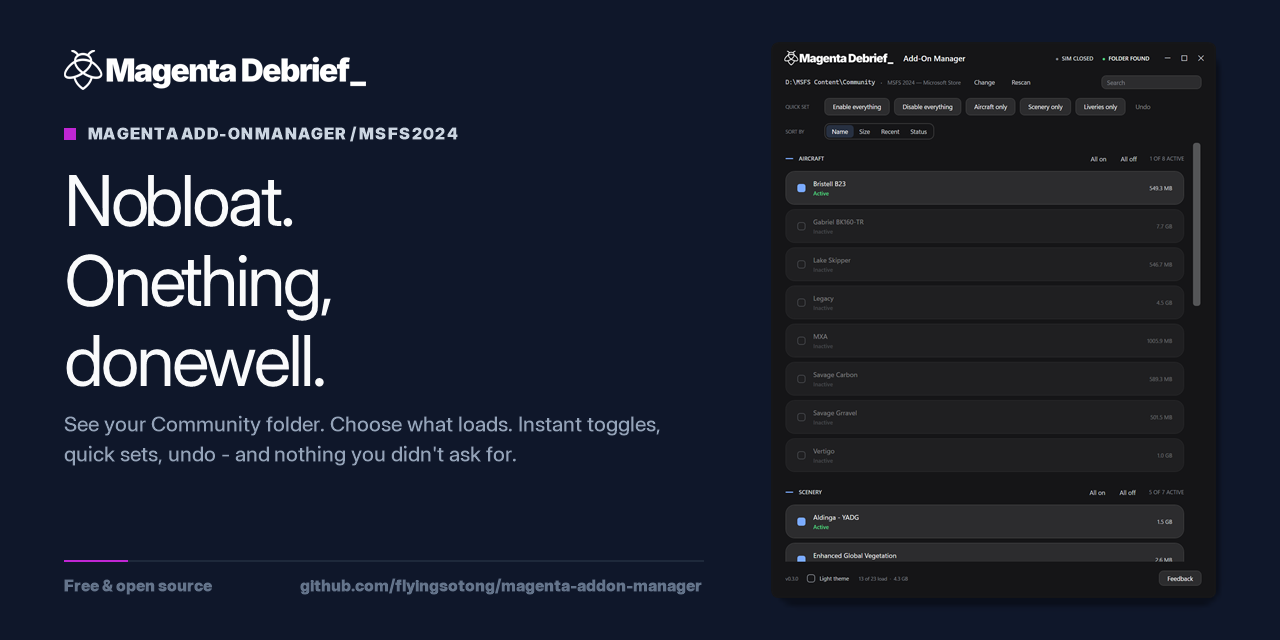 Magenta Debrief_
MAGENTA ADD-ONMANAGER / MSFS2024
Nobloat.
Onething,
donewell.
See your Community folder. Choose what loads. Instant toggles,
quick sets, undo - and nothing you didn't ask for.
Free & open source
github.com/flyingsotong/magenta-addon-manager
Magenta Debrief_ Add-On Manager
SIM CLOSED
FOLDER FOUND
D:\MSFS Content\Community - MSFS 2024 — Microsoft Store Change Rescan Search
QUICK SET Enable everything Disable everything Aircraft only Scenery only Liveries only Undo
SORT BY Name Size Recent Status
AIRCRAFT All on All off 1 OF 8 ACTIVE
Bristell B23
Active
549.3 MB
Gabriel BK160-TR
Inactive
7.7 GB
Lake Skipper
Inactive
546.7 MB
Legacy
Inactive
4.5 GB
MXA
Inactive
1005.9 MB
Savage Carbon
Inactive
589.3 MB
Savage Grravel
Inactive
501.5 MB
Vertigo
Inactive
1.0 GB
SCENERY All on All off 5 OF 7 ACTIVE
Aldinga - YADG
Active
1.5 GB
Enhanced Global Vegetation
2.6 MB
v0.3.0 Light theme 13 of 23 load · 4.3 GB Feedback